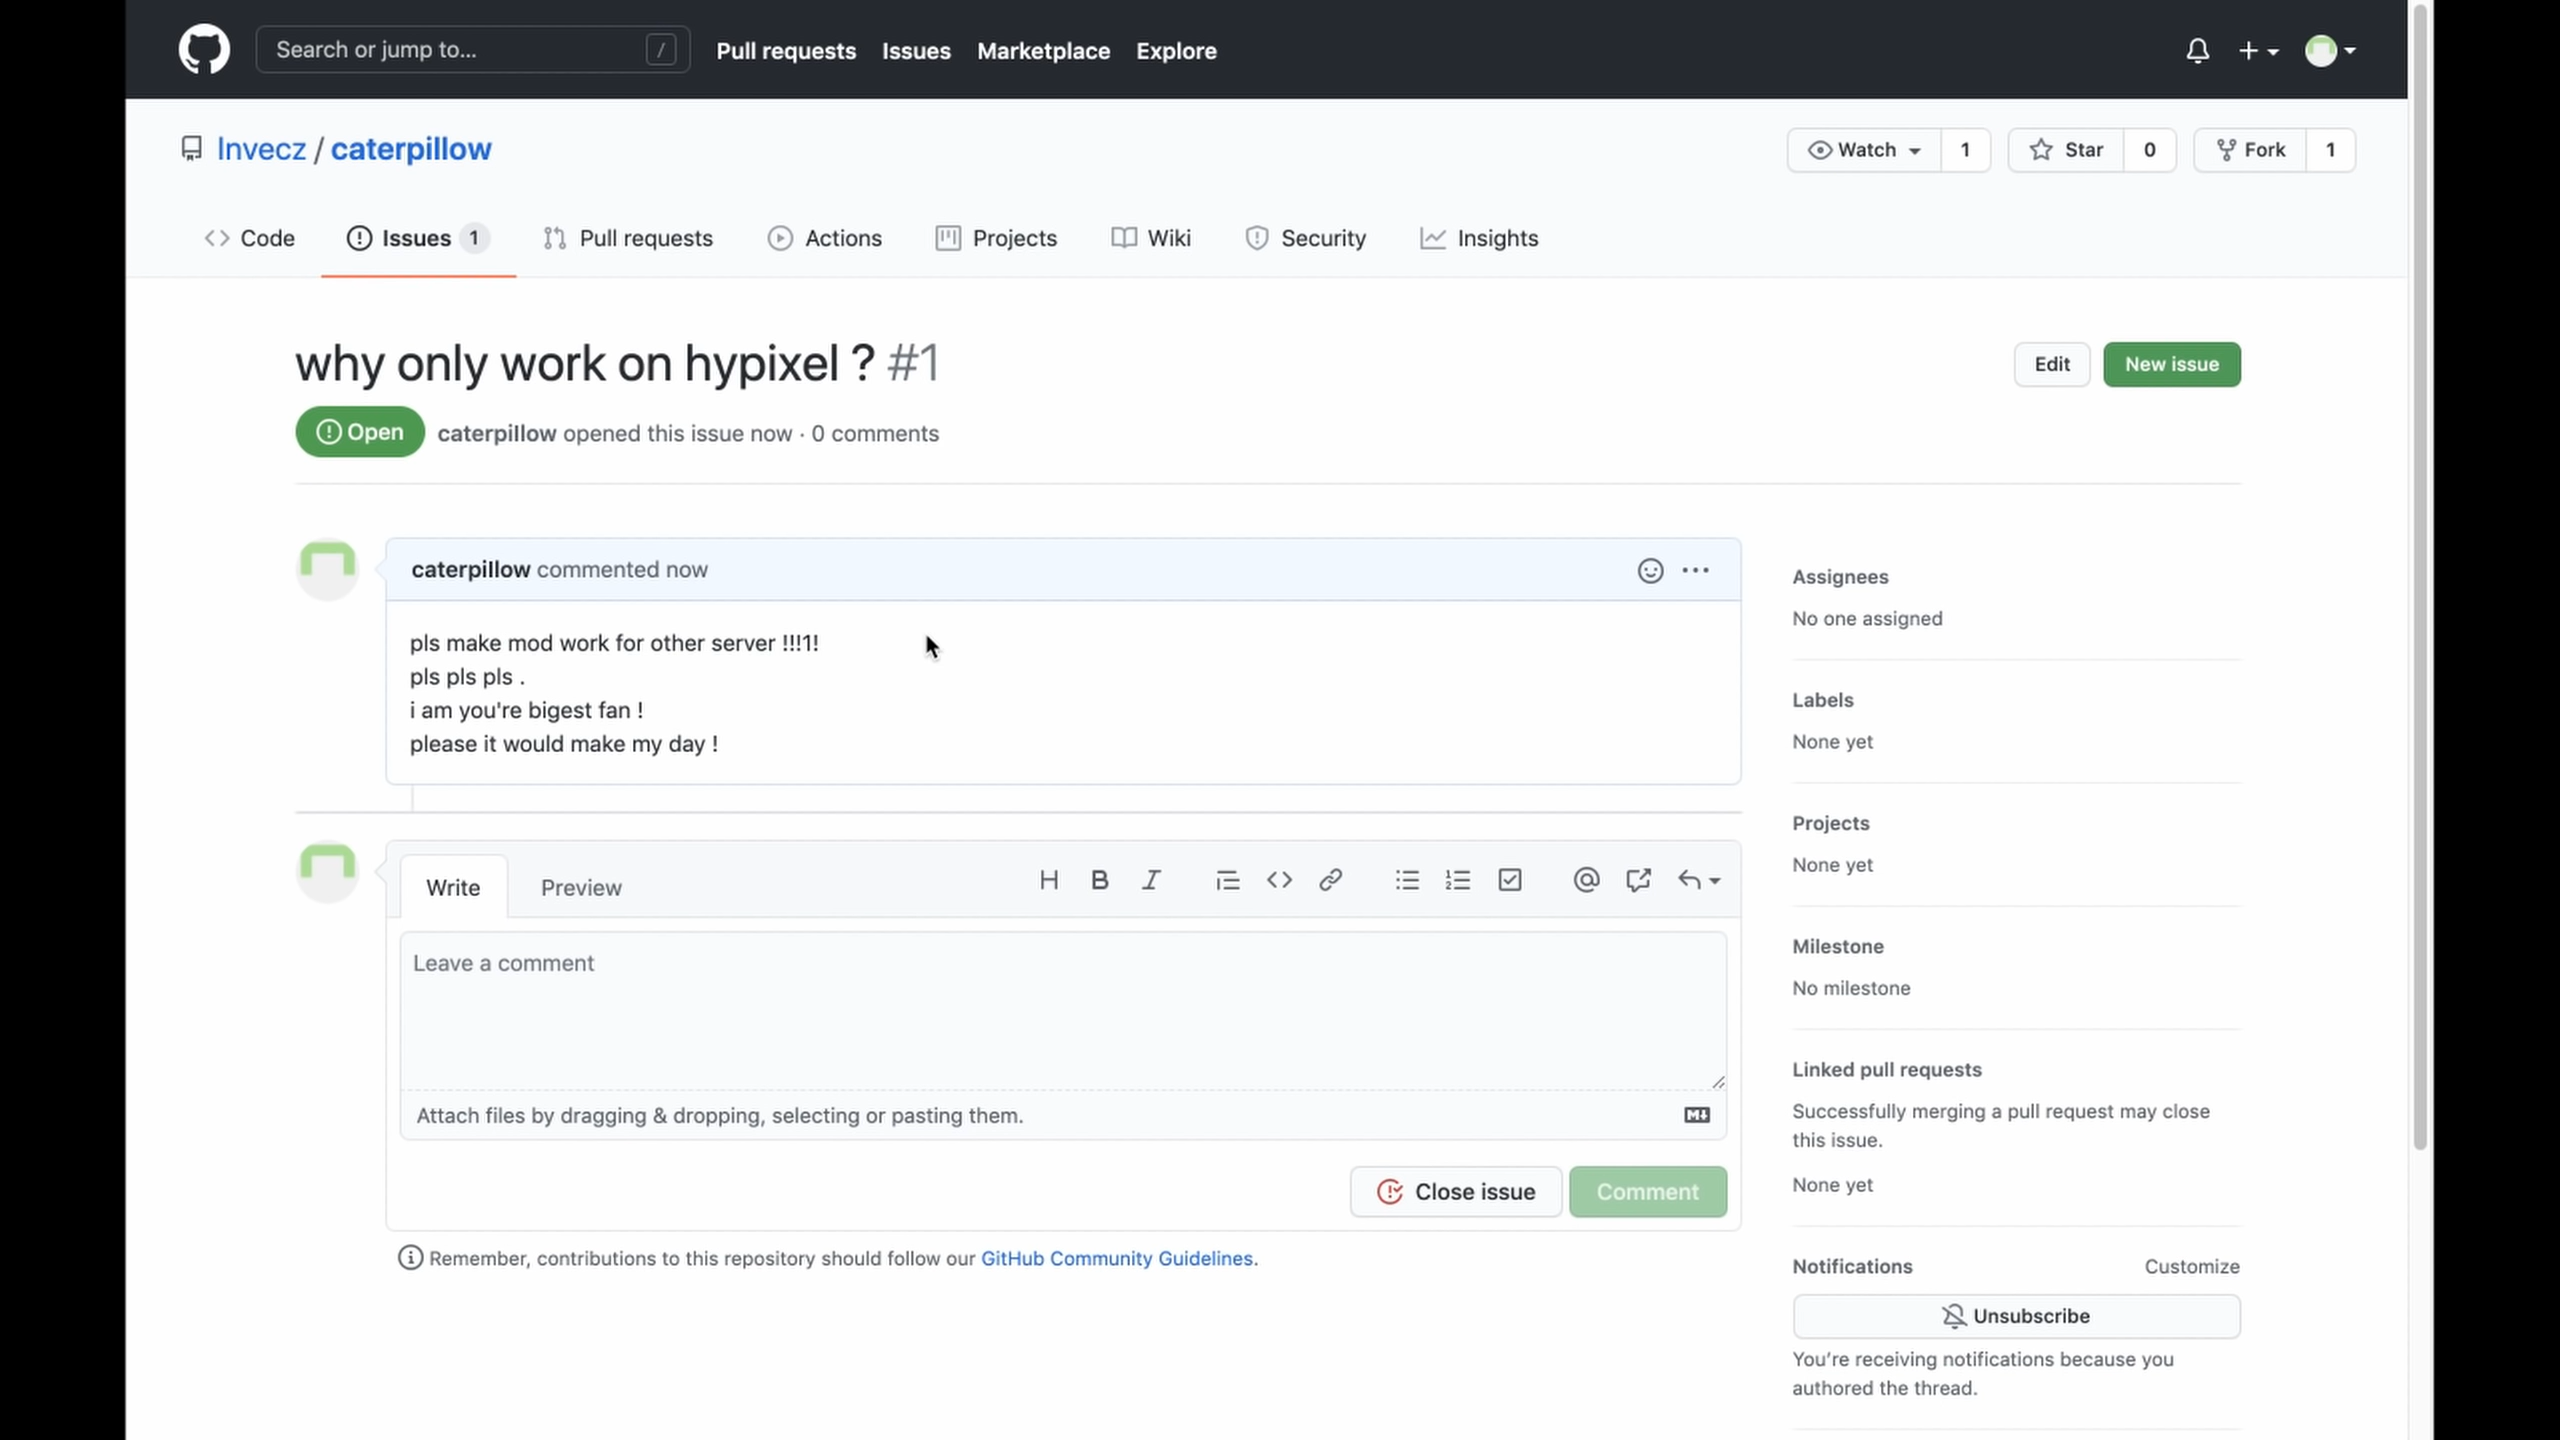 Search or jump to... /
Pull requests Issues Marketplace Explore
Invecz / caterpillow
Watch 1 Star 0 Fork 1
Code Issues 1 Pull requests Actions Projects Wiki Security Insights
why only work on hypixel ? #1
Edit New issue
Open caterpillow opened this issue now · 0 comments
caterpillow commented now
pls make mod work for other server !!!1!
pls pls pls .
i am you're bigest fan !
please it would make my day !
Write Preview
Leave a comment
Attach files by dragging & dropping, selecting or pasting them.
Close issue Comment
Remember, contributions to this repository should follow our GitHub Community Guidelines.
Assignees
No one assigned
Labels
None yet
Projects
None yet
Milestone
No milestone
Linked pull requests
Successfully merging a pull request may close
this issue.
None yet
Notifications Customize
Unsubscribe
You’re receiving notifications because you
authored the thread.